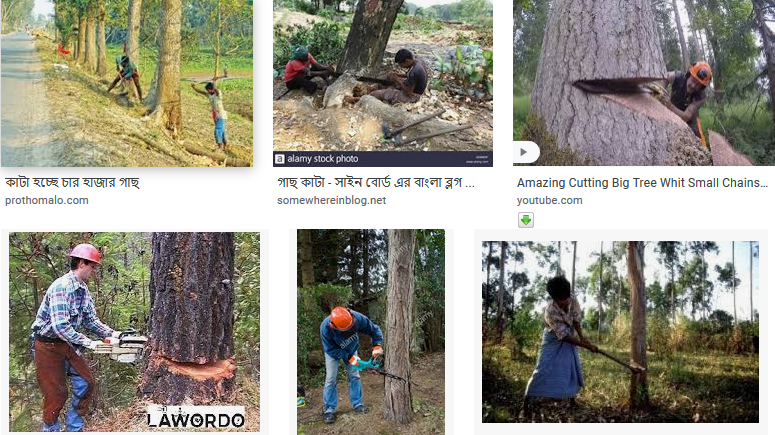 alamy stock photo
কাটা হচ্ছে চার হাজার গাছ
prothomalo.com
গাছ কাটা - সাইন বোর্ড এর বাংলা ব্লগ ...
somewhereinblog.net
Amazing Cutting Big Tree Whit Small Chains...
youtube.com
LAWORDO